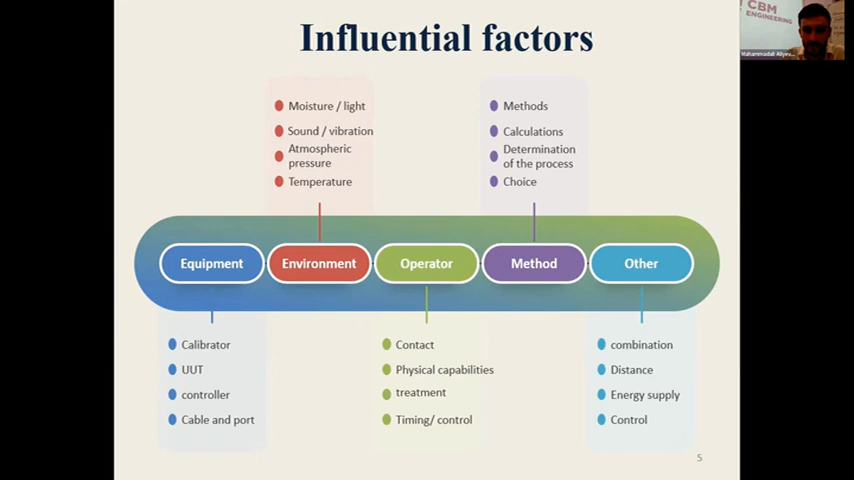 Influential factors
CBM
ENGINEERING
Moisture / light
Sound / vibration
Atmospheric
pressure
Temperature
Methods
Calculations
Determination
of the process
Choice
Equipment
Environment
Operator
Method
Other
Calibrator
UUT
controller
Cable and port
Contact
Physical capabilities
treatment
Timing/ control
combination
Distance
Energy supply
Control
5